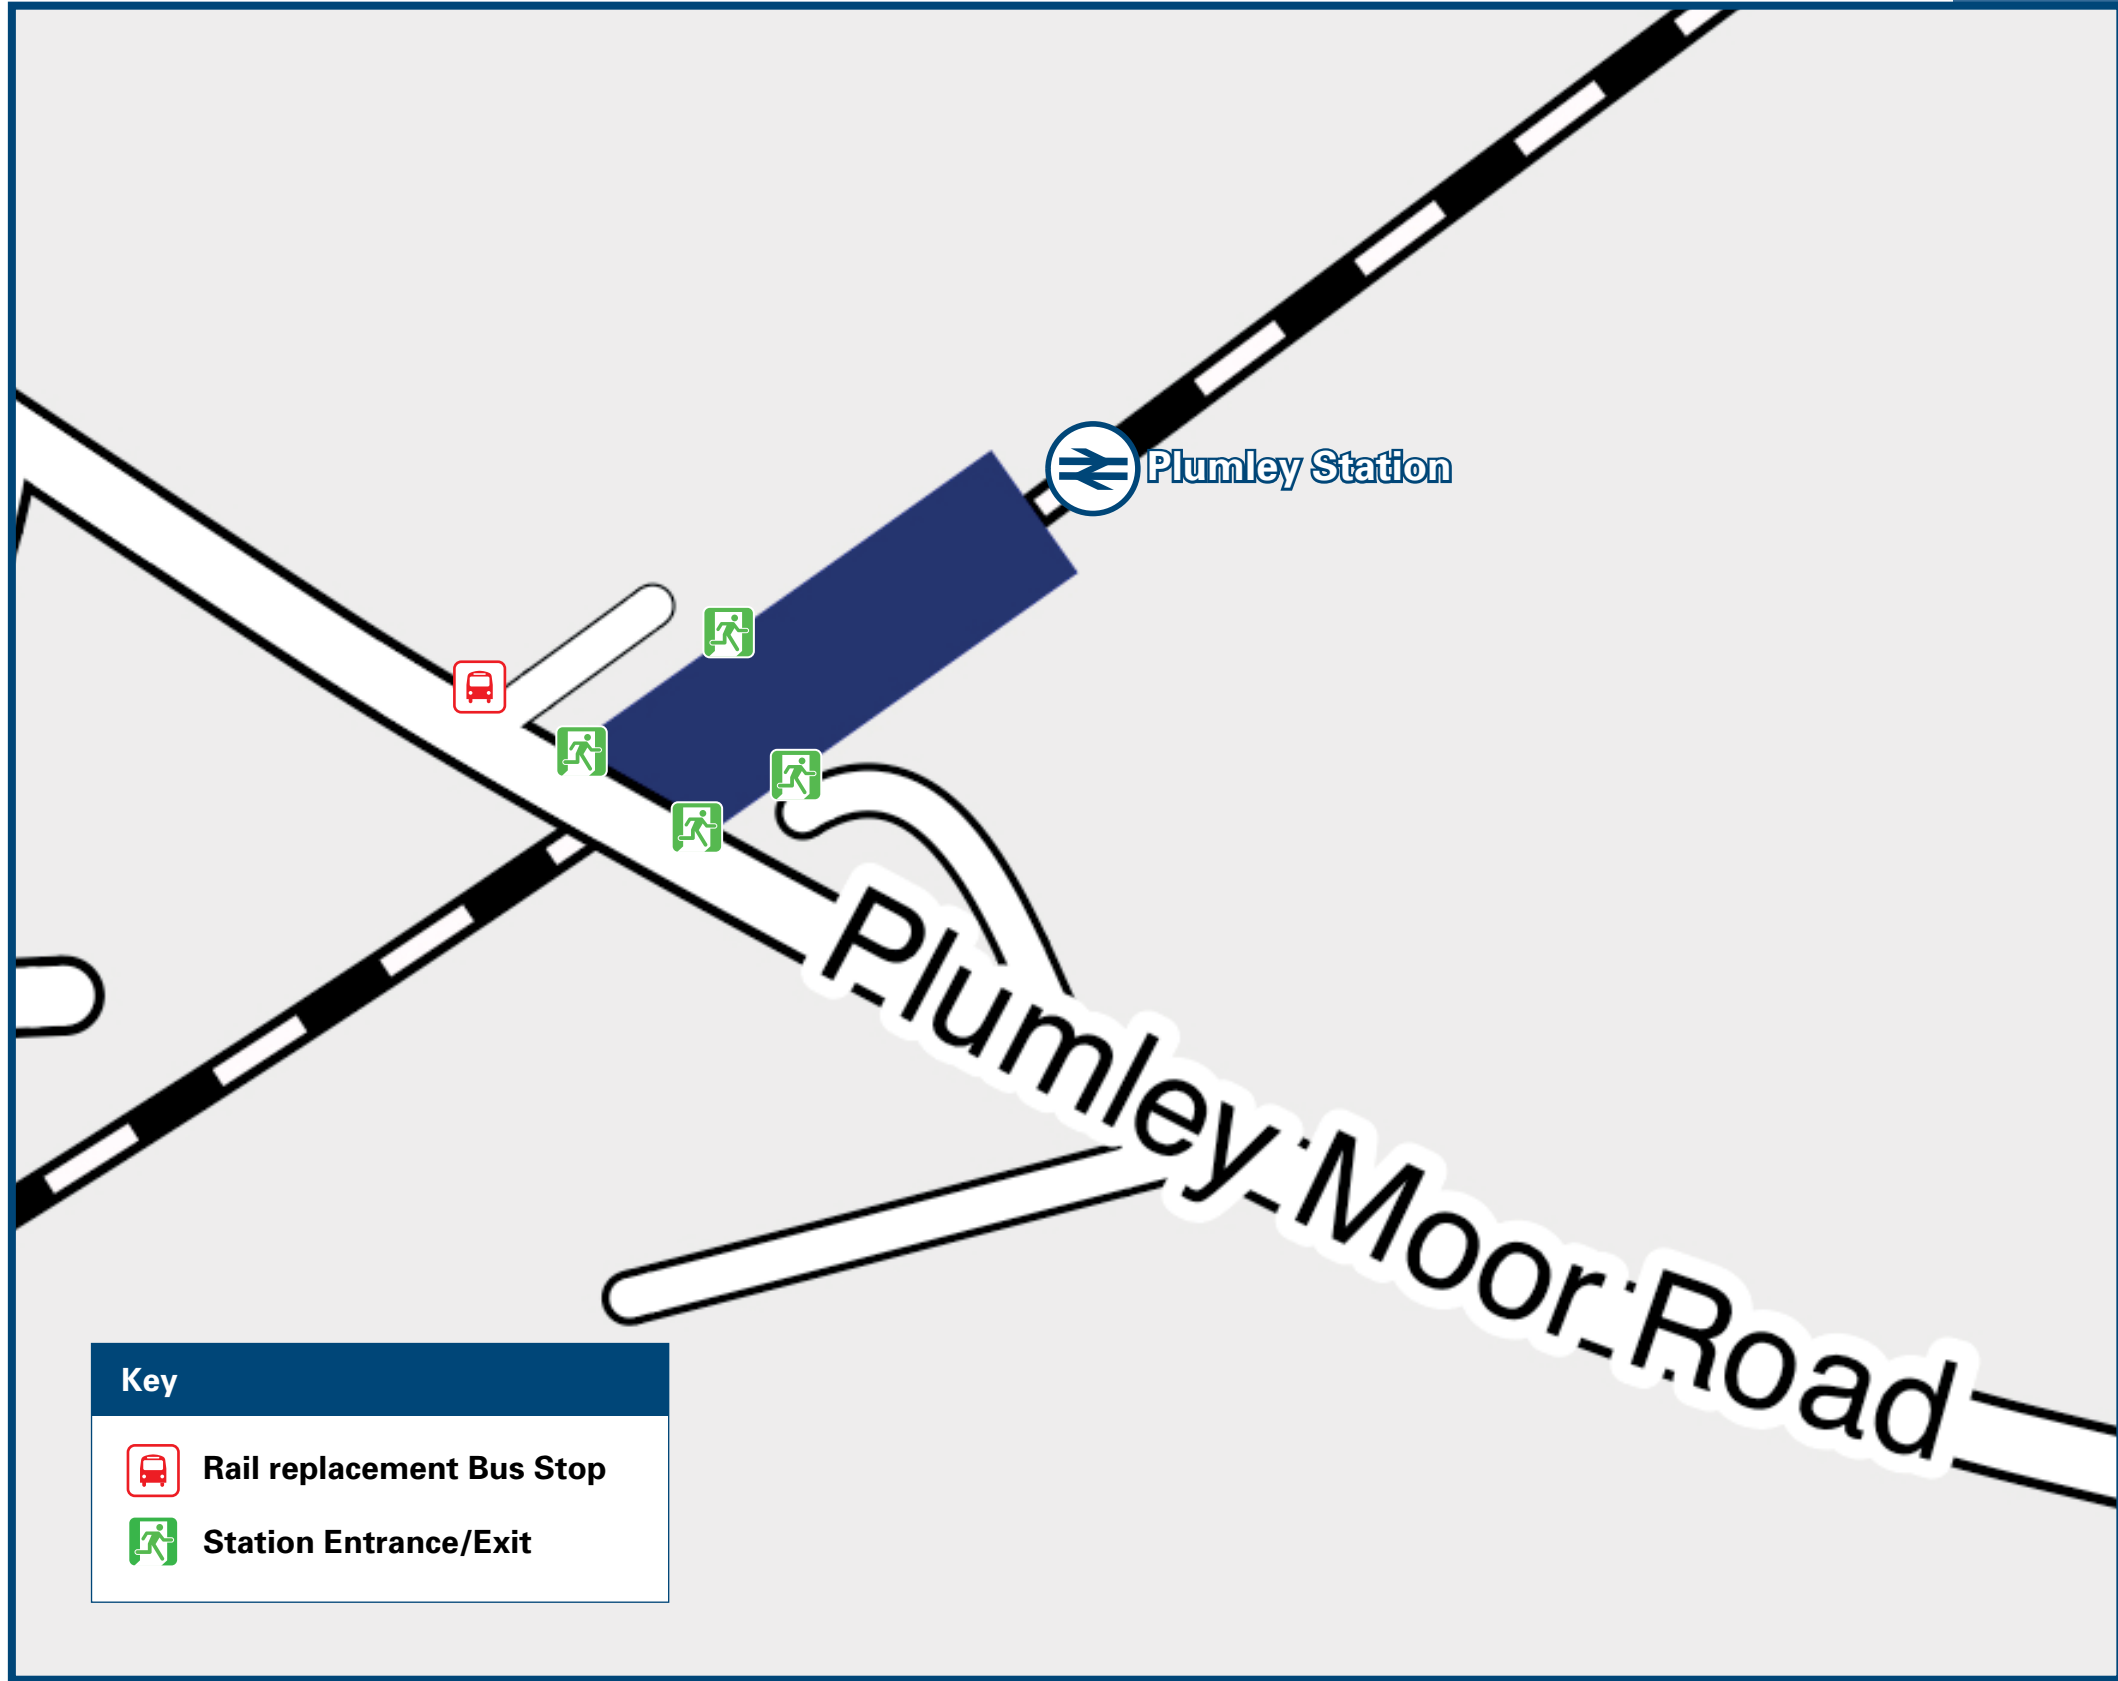 Plumley Station
Plumley Moor Road
Key
Rail replacement Bus Stop
Station Entrance/Exit